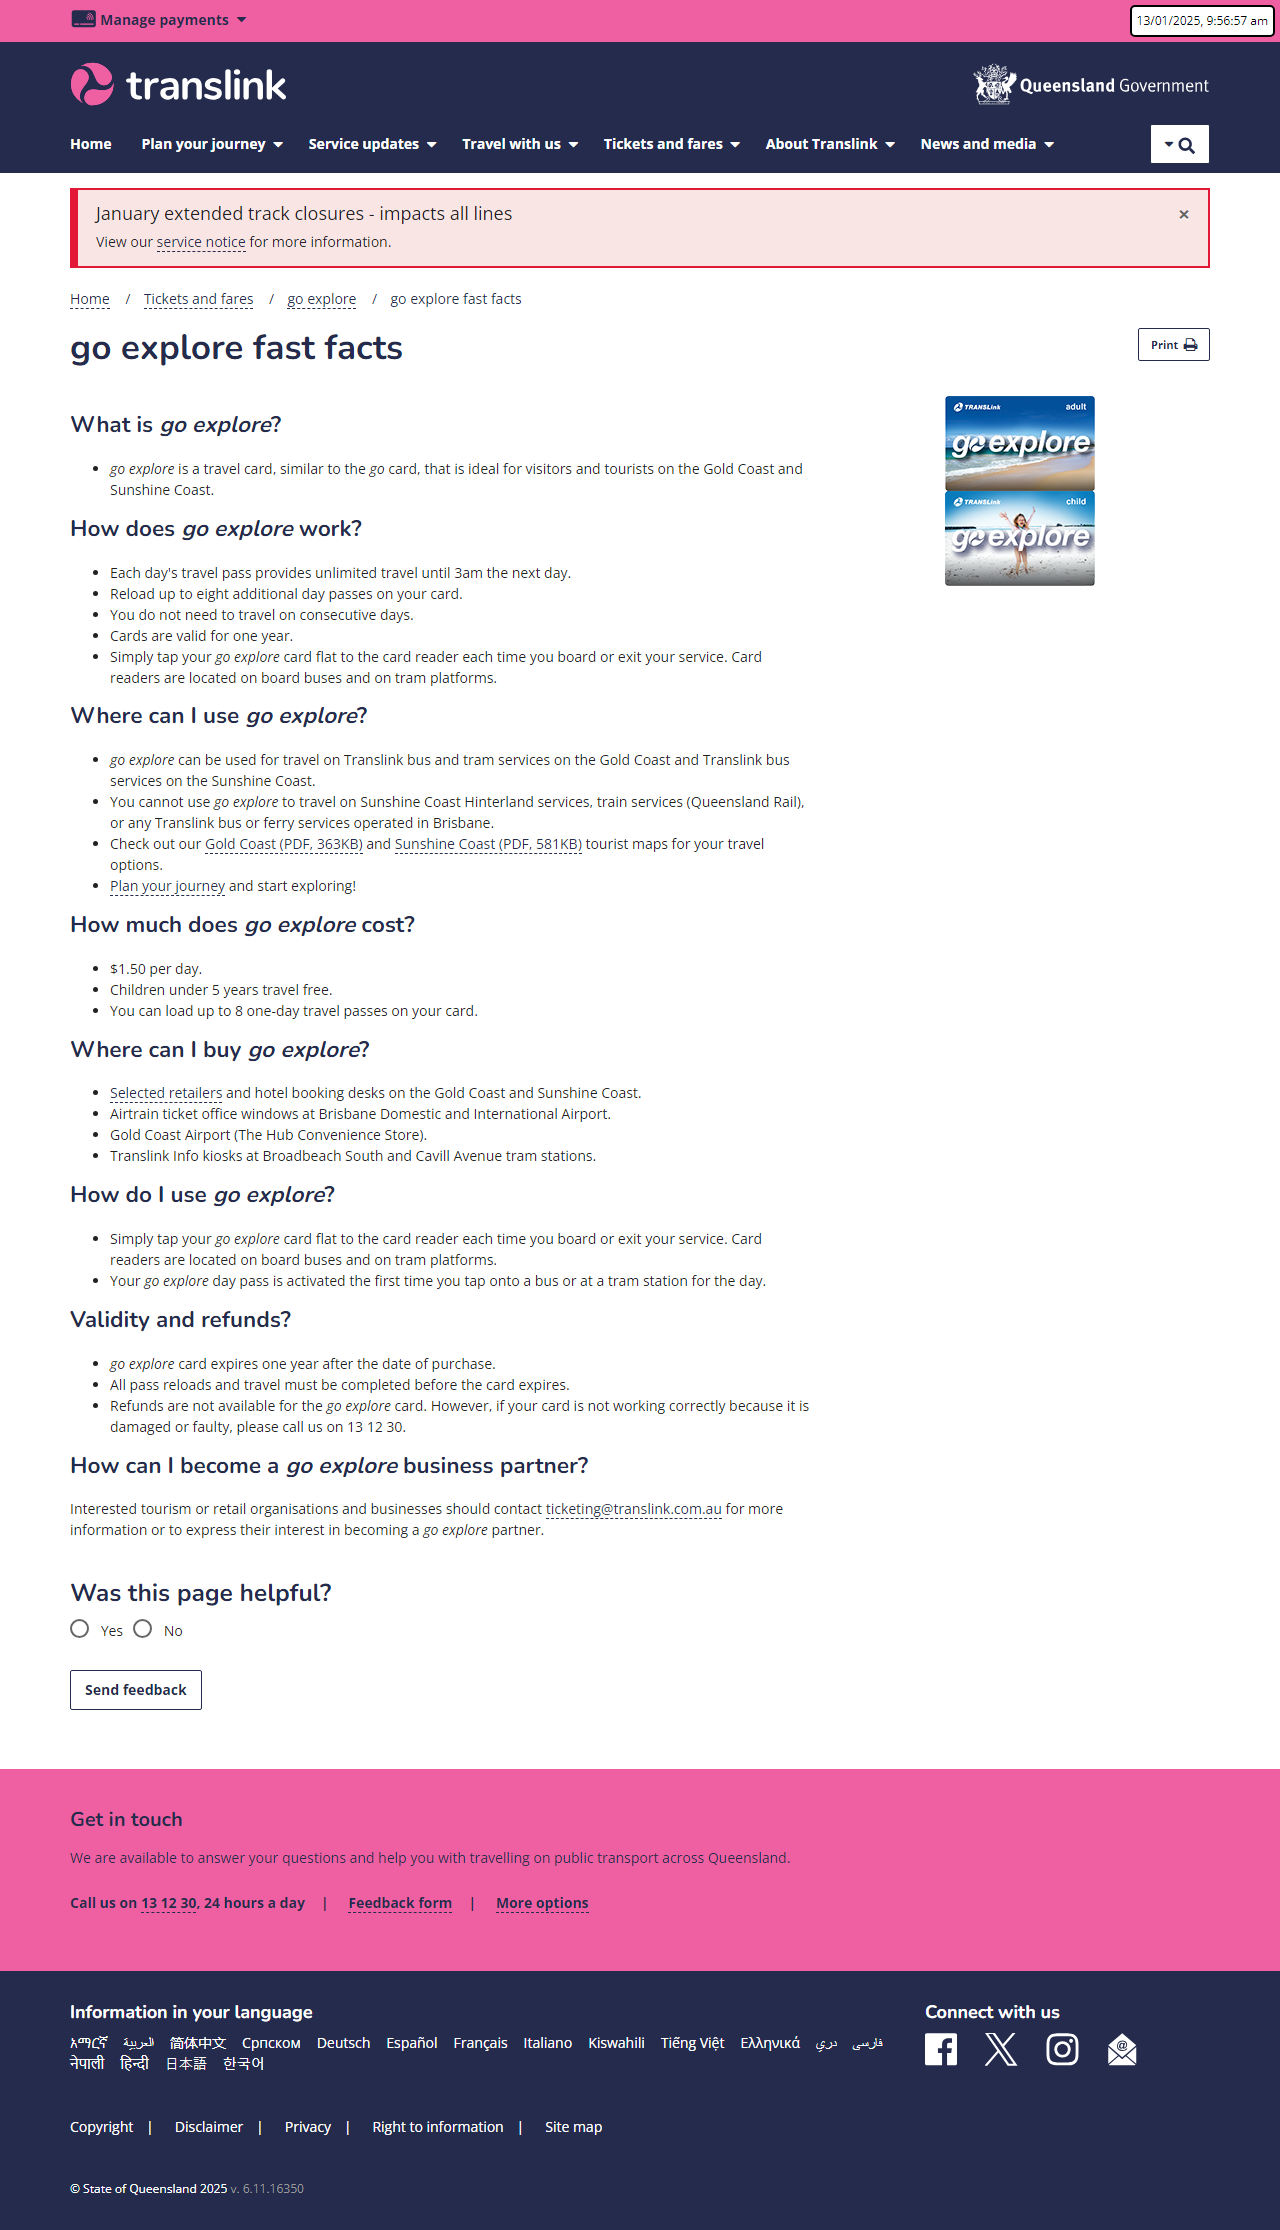 Manage payments
13/01/2025, 9:56:57 am
translink
Queensland Government
Home Plan your journey Service updates Travel with us Tickets and fares About Translink News and media
January extended track closures - impacts all lines
×
View our service notice for more information.
Home / Tickets and fares / go explore / go explore fast facts
go explore fast facts
Print
TRANSLink adult
go explore
TRANSLink child
go explore
What is go explore?
• go explore is a travel card, similar to the go card, that is ideal for visitors and tourists on the Gold Coast and
Sunshine Coast.
How does go explore work?
• Each day's travel pass provides unlimited travel until 3am the next day.
• Reload up to eight additional day passes on your card.
• You do not need to travel on consecutive days.
• Cards are valid for one year.
• Simply tap your go explore card flat to the card reader each time you board or exit your service. Card
readers are located on board buses and on tram platforms.
Where can I use go explore?
• go explore can be used for travel on Translink bus and tram services on the Gold Coast and Translink bus
services on the Sunshine Coast.
• You cannot use go explore to travel on Sunshine Coast Hinterland services, train services (Queensland Rail),
or any Translink bus or ferry services operated in Brisbane.
• Check out our Gold Coast (PDF, 363KB) and Sunshine Coast (PDF, 581KB) tourist maps for your travel
options.
• Plan your journey and start exploring!
How much does go explore cost?
• $1.50 per day.
• Children under 5 years travel free.
• You can load up to 8 one-day travel passes on your card.
Where can I buy go explore?
• Selected retailers and hotel booking desks on the Gold Coast and Sunshine Coast.
• Airtrain ticket office windows at Brisbane Domestic and International Airport.
• Gold Coast Airport (The Hub Convenience Store).
• Translink Info kiosks at Broadbeach South and Cavill Avenue tram stations.
How do I use go explore?
• Simply tap your go explore card flat to the card reader each time you board or exit your service. Card
readers are located on board buses and on tram platforms.
• Your go explore day pass is activated the first time you tap onto a bus or at a tram station for the day.
Validity and refunds?
• go explore card expires one year after the date of purchase.
• All pass reloads and travel must be completed before the card expires.
• Refunds are not available for the go explore card. However, if your card is not working correctly because it is
damaged or faulty, please call us on 13 12 30.
How can I become a go explore business partner?
Interested tourism or retail organisations and businesses should contact ticketing@translink.com.au for more
information or to express their interest in becoming a go explore partner.
Was this page helpful?
Yes No
Send feedback
Get in touch
We are available to answer your questions and help you with travelling on public transport across Queensland.
Call us on 13 12 30, 24 hours a day | Feedback form | More options
Information in your language
አማርኛ العربية 简体中文 Српском Deutsch Español Français Italiano Kiswahili Tiếng Việt Ελληνικά دري فارسی
नेपाली हिन्दी 日本語 한국어
Connect with us
Copyright | Disclaimer | Privacy | Right to information | Site map
© State of Queensland 2025 v. 6.11.16350